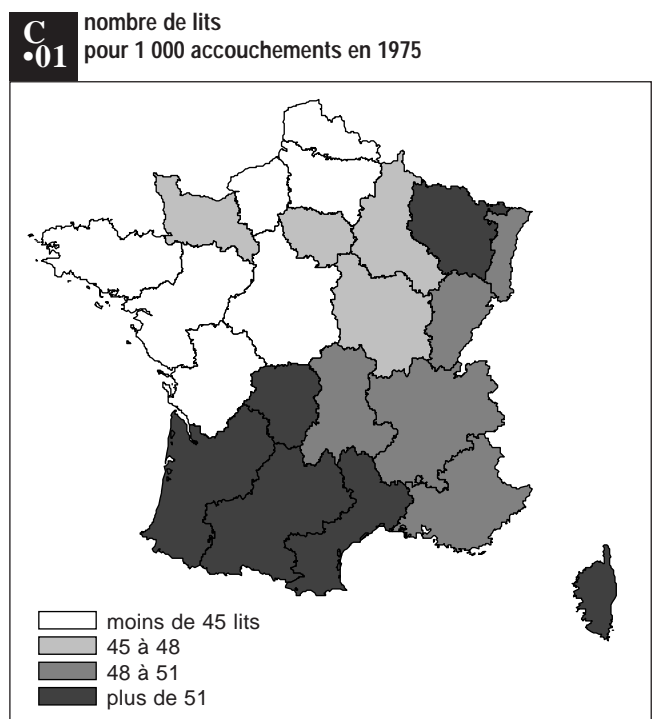 C
•01
nombre de lits
pour 1 000 accouchements en 1975
moins de 45 lits
45 à 48
48 à 51
plus de 51